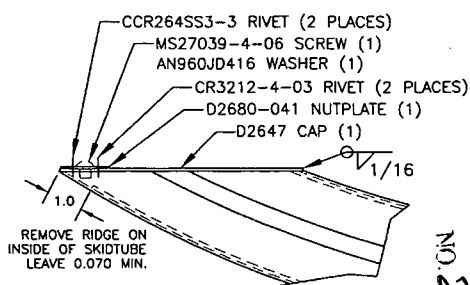 CCR264SS3-3 RIVET (2 PLACES)
MS27039-4-06 SCREW (1)
AN960JD416 WASHER (1)
CR3212-4-03 RIVET (2 PLACES)
D2680-041 NUTPLATE (1)
D2647 CAP (1)
1/16
1.0
REMOVE RIDGE ON
INSIDE OF SKIDTUBE
LEAVE 0.070 MIN.
NO.